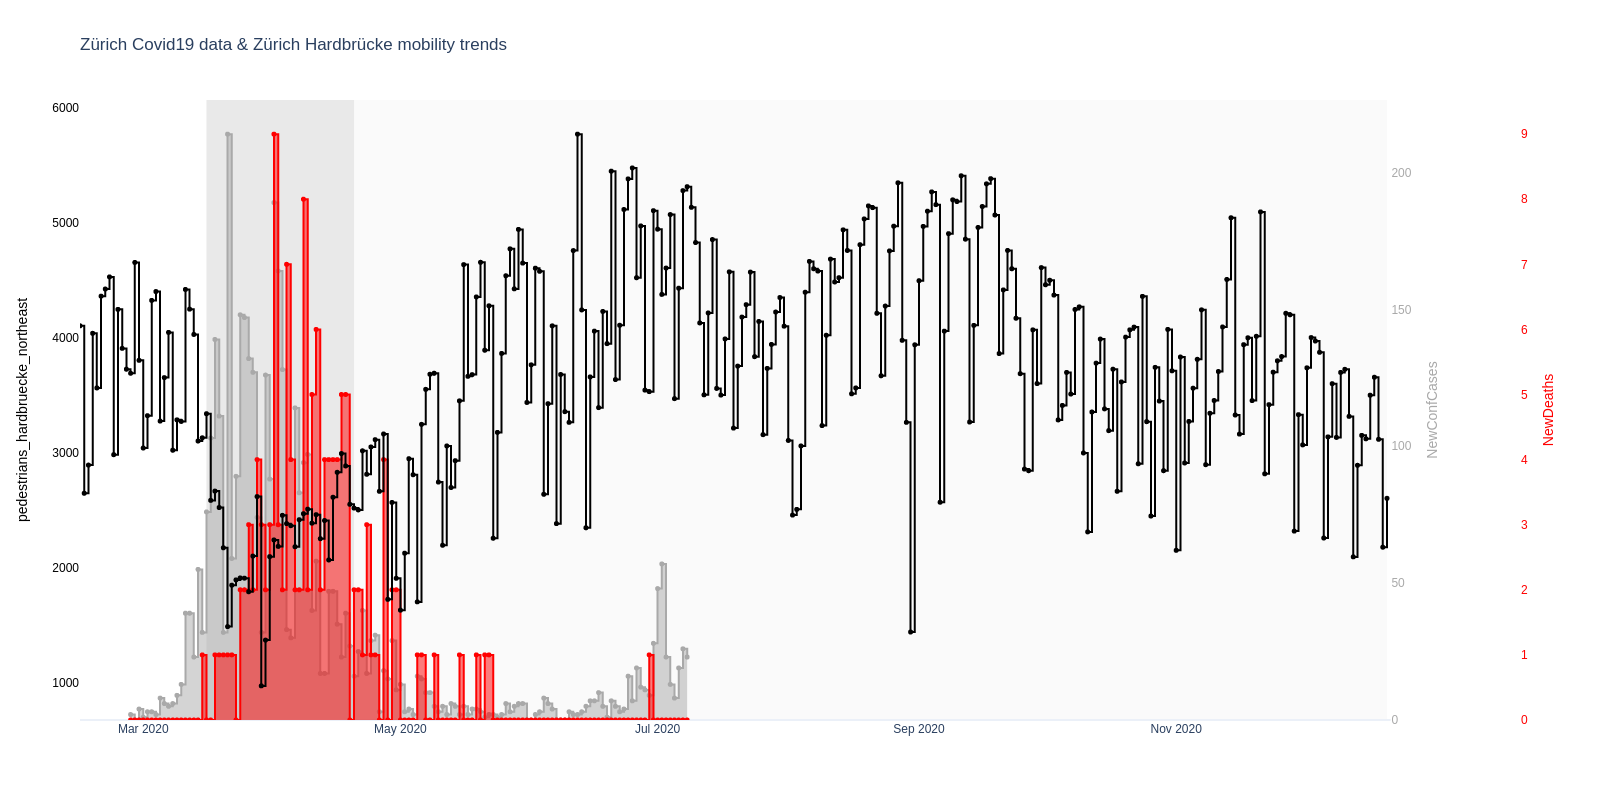 Zürich Covid19 data & Zürich Hardbrücke mobility trends
6000
5000
4000
3000
2000
1000
pedestrians_hardbruecke_northeast
Mar 2020
May 2020
Jul 2020
Sep 2020
Nov 2020
200
150
100
50
0
NewConfCases
9
8
7
6
5
4
3
2
1
0
NewDeaths